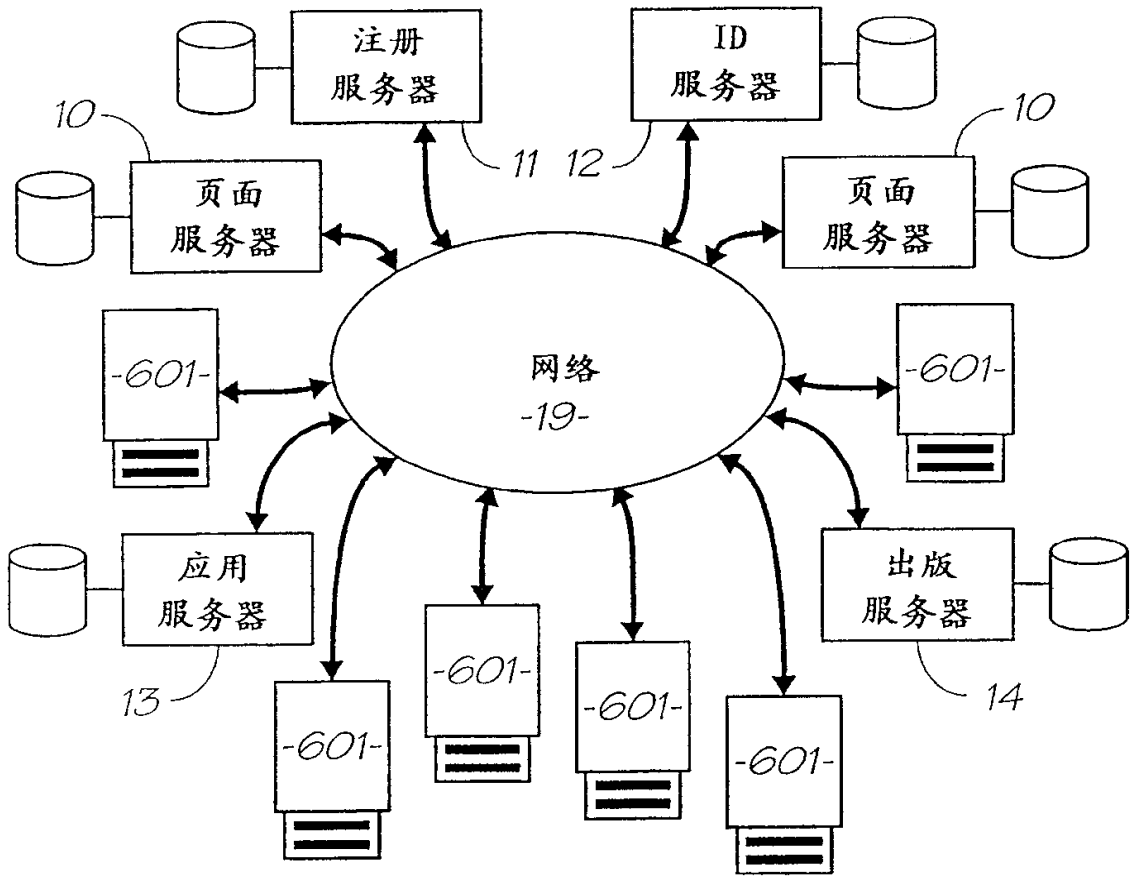 注册
服务器
ID
服务器
10
11
12
10
页面
服务器
页面
服务器
-601-
网络
-19-
-601-
应用
服务器
出版
服务器
13
14
-601-
-601-
-601-
-601-